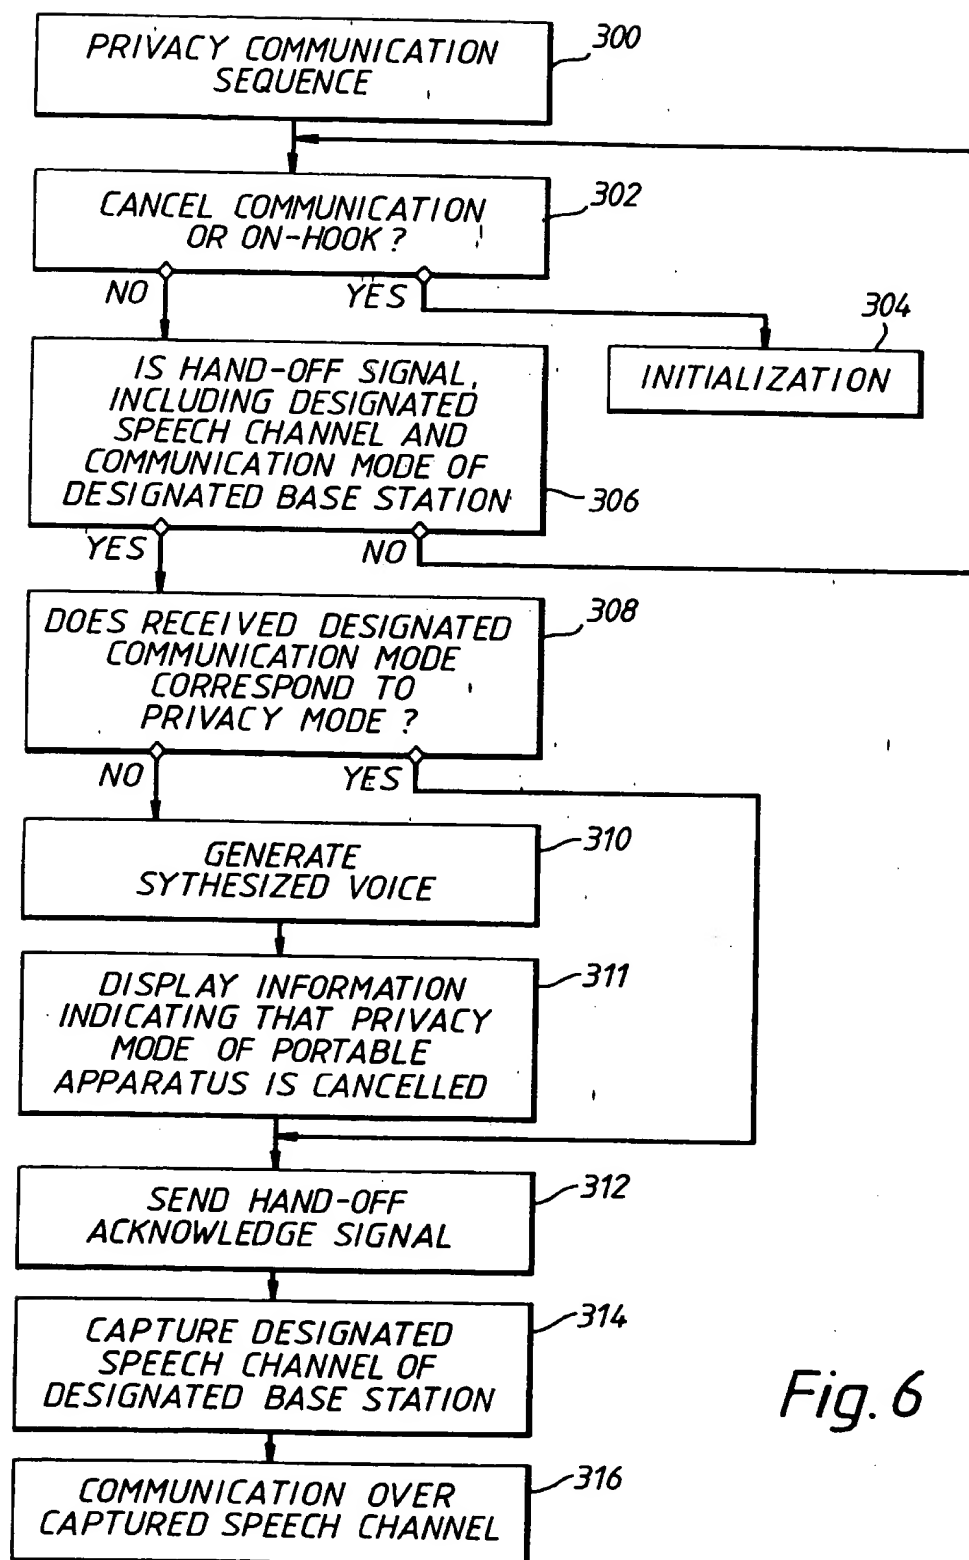 PRIVACY COMMUNICATION
SEQUENCE
300
CANCEL COMMUNICATION
OR ON-HOOK?
302
NO
YES
304
INITIALIZATION
IS HAND-OFF SIGNAL,
INCLUDING DESIGNATED
SPEECH CHANNEL AND
COMMUNICATION MODE OF
DESIGNATED BASE STATION
306
YES
NO
DOES RECEIVED DESIGNATED
COMMUNICATION MODE
CORRESPOND TO
PRIVACY MODE ?
308
NO
YES
GENERATE
SYTHESIZED VOICE
310
DISPLAY INFORMATION
INDICATING THAT PRIVACY
MODE OF PORTABLE
APPARATUS IS CANCELLED
311
SEND HAND-OFF
ACKNOWLEDGE SIGNAL
312
CAPTURE DESIGNATED
SPEECH CHANNEL OF
DESIGNATED BASE STATION
314
COMMUNICATION OVER
CAPTURED SPEECH CHANNEL
316
Fig. 6